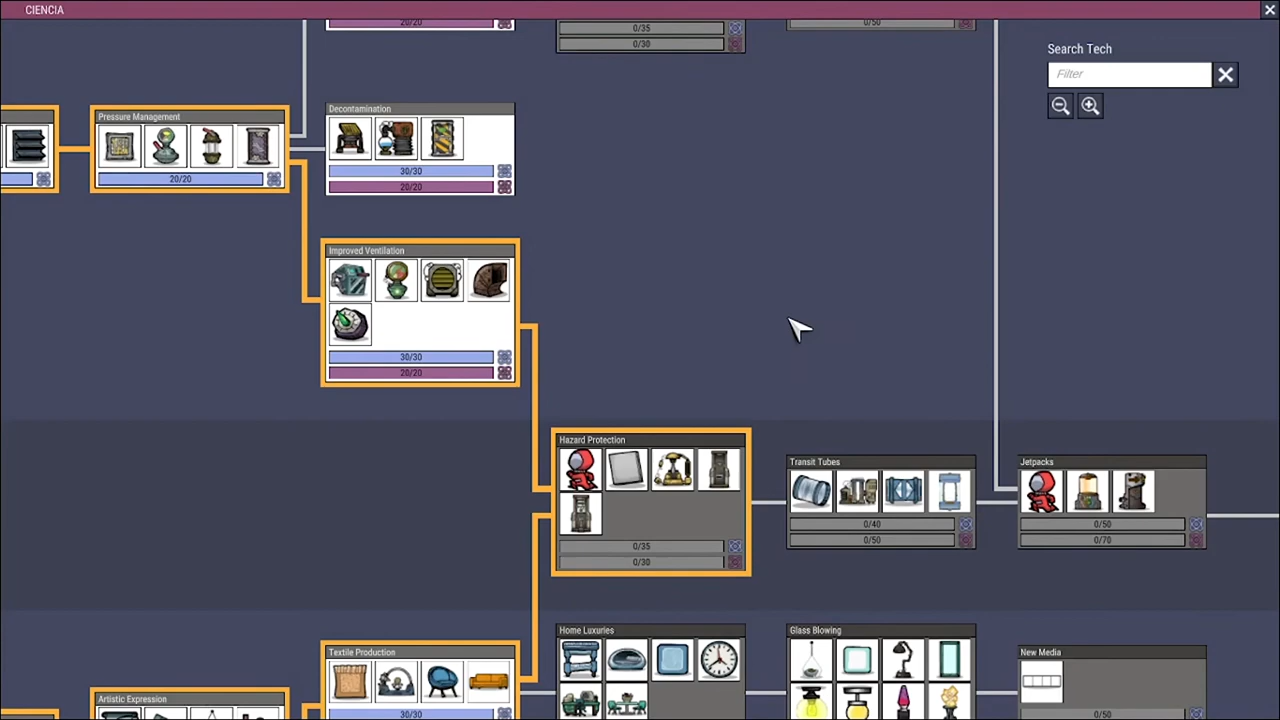 CIENCIA
20/20
0/35
0/30
0/50
Search Tech
Filter
Pressure Management
20/20
Decontamination
30/30
20/20
Improved Ventilation
30/30
20/20
Hazard Protection
0/35
0/30
Transit Tubes
0/40
0/50
Jetpacks
0/50
0/70
Textile Production
30/30
Artistic Expression
Home Luxuries
Glass Blowing
New Media
0/50